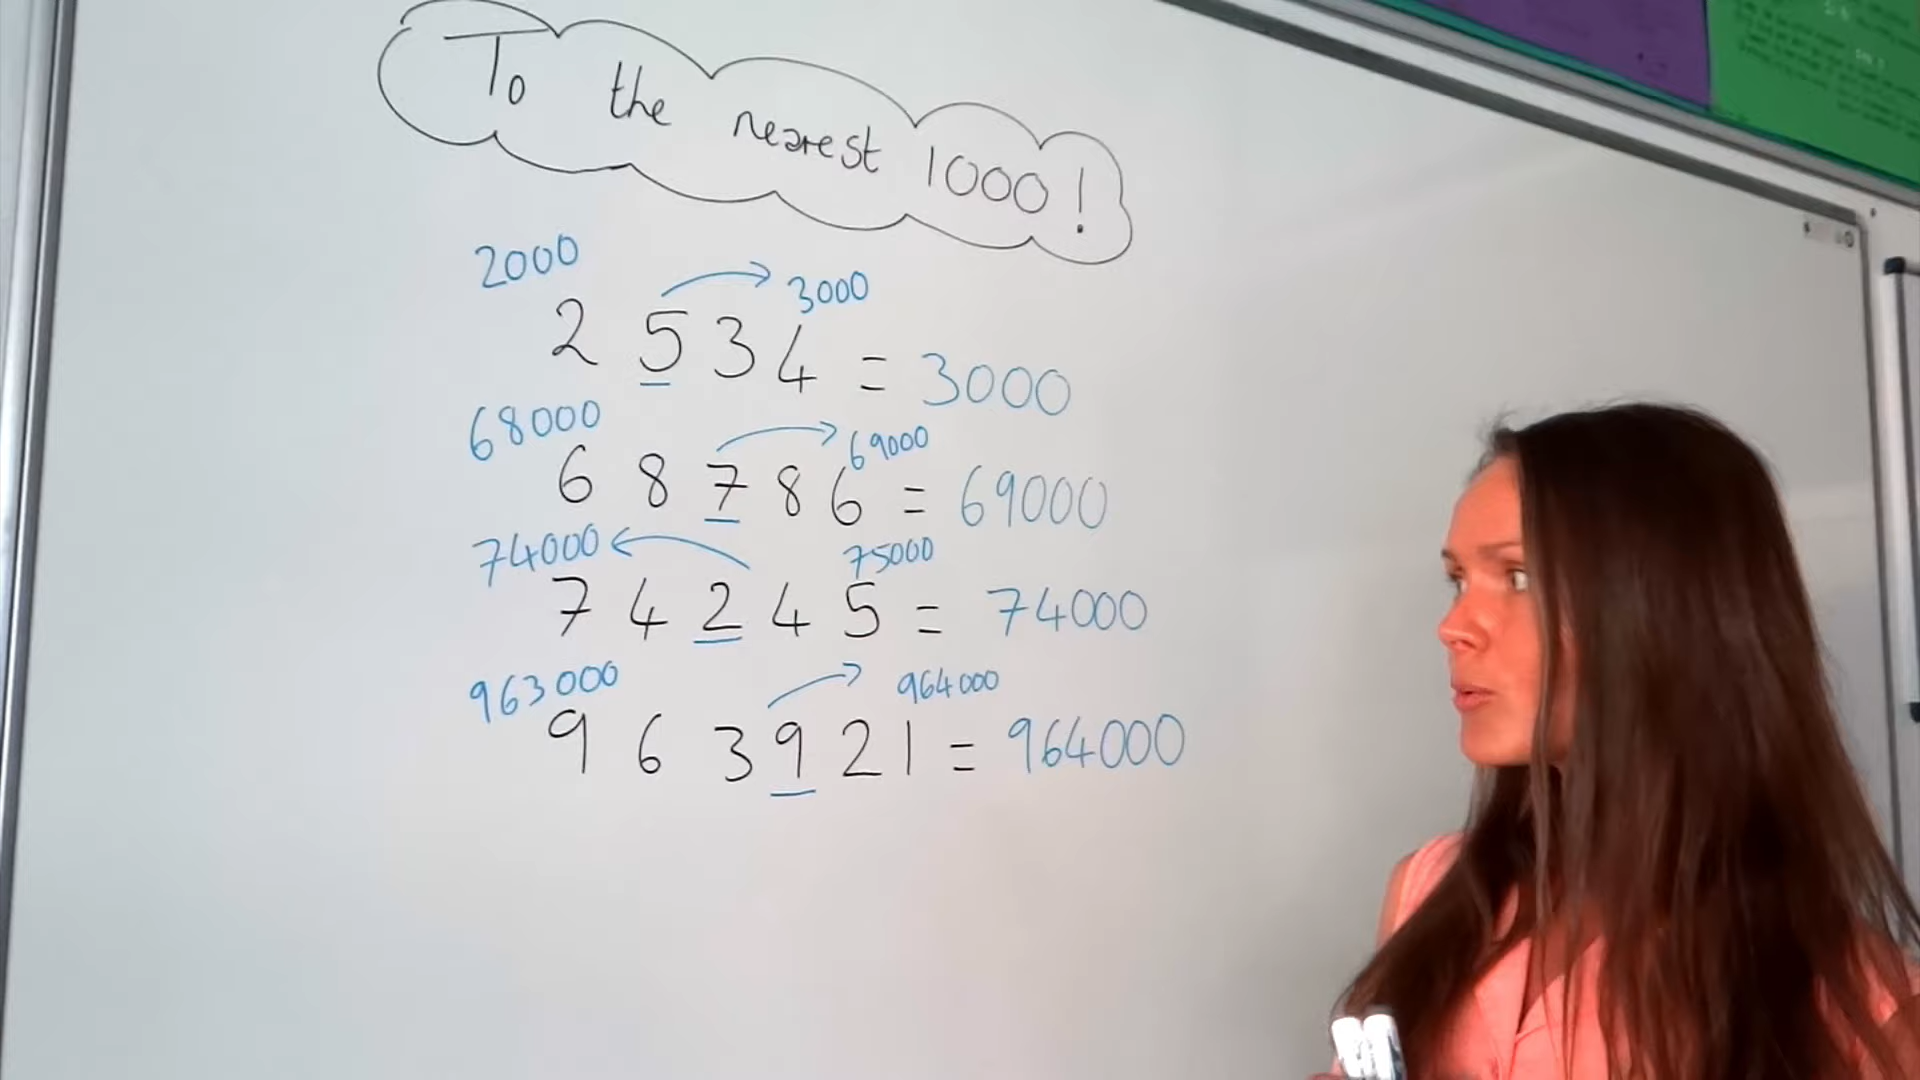 To the nearest 1000!
2000 3000
2534 = 3000
68000 69000
68786 = 69000
74000 75000
74245 = 74000
963000 964000
963921 = 964000